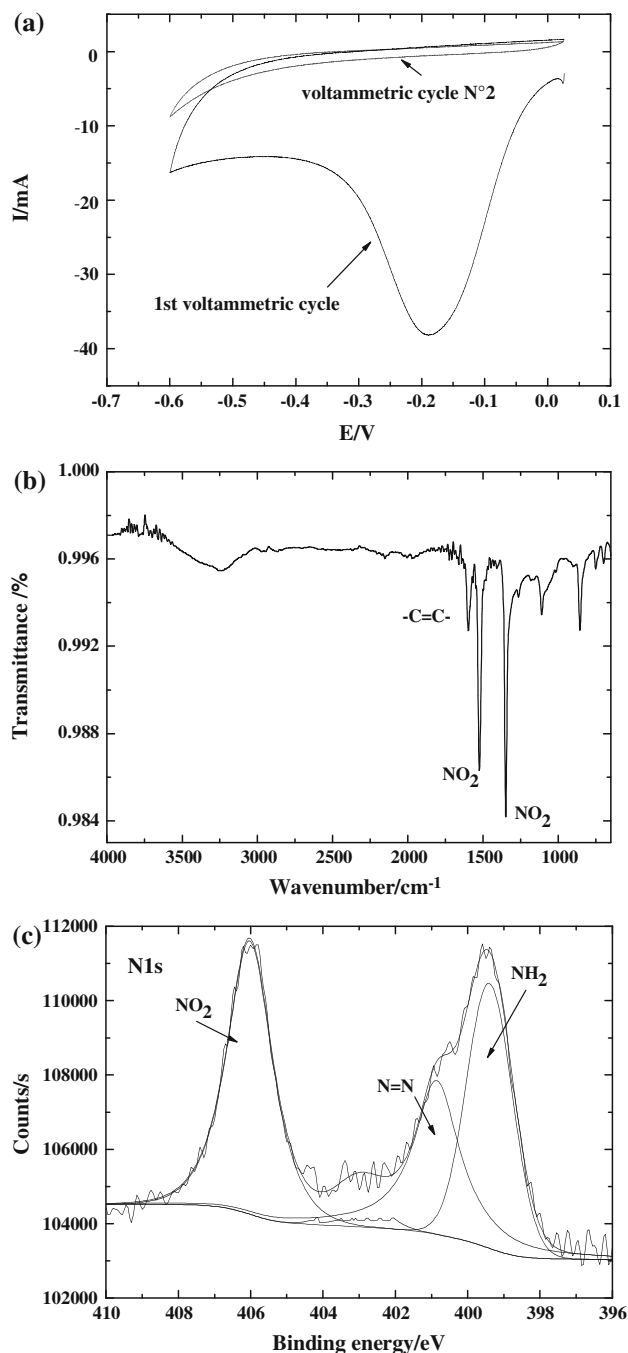 (a)
0
-10
-20
-30
-40
I/mA
voltammetric cycle N°2
1st voltammetric cycle
-0.7 -0.6 -0.5 -0.4 -0.3 -0.2 -0.1 0.0 0.1
E/V
(b)
1.000
0.996
0.992
0.988
0.984
Transmittance /%
-C=C-
NO2
NO2
4000 3500 3000 2500 2000 1500 1000
Wavenumber/cm-1
(c)
112000
110000
108000
106000
104000
102000
Counts/s
N1s
NO2
N=N
NH2
410 408 406 404 402 400 398 396
Binding energy/eV